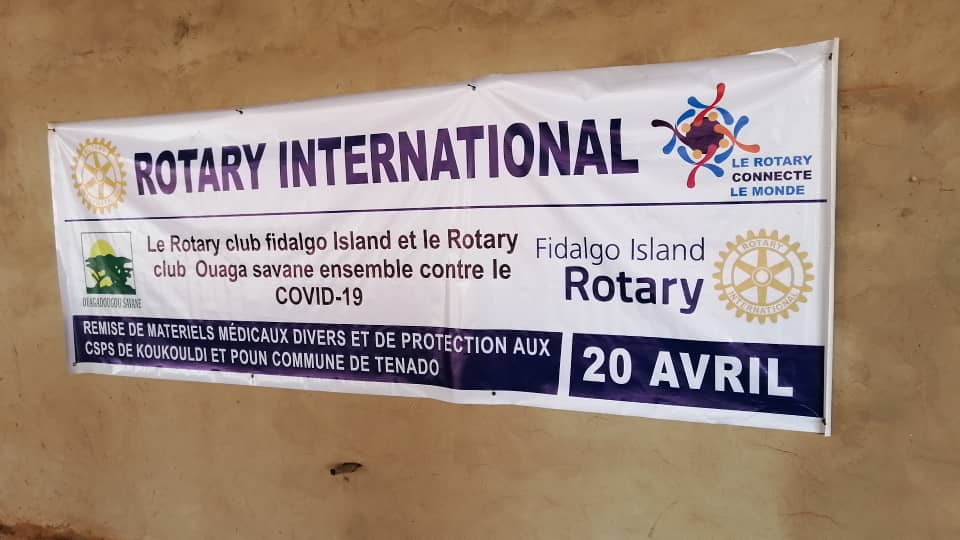 ROTARY INTERNATIONAL
LE ROTARY
CONNECTE
LE MONDE
Le Rotary club fidalgo Island et le Rotary
club Ouaga savane ensemble contre le
COVID-19
OUAGADOUGOU SAVANE
Fidalgo Island
Rotary
ROTARY
INTERNATIONAL
REMISE DE MATERIELS MÉDICAUX DIVERS ET DE PROTECTION AUX
CSPS DE KOUKOULDI ET POUN COMMUNE DE TENADO
20 AVRIL